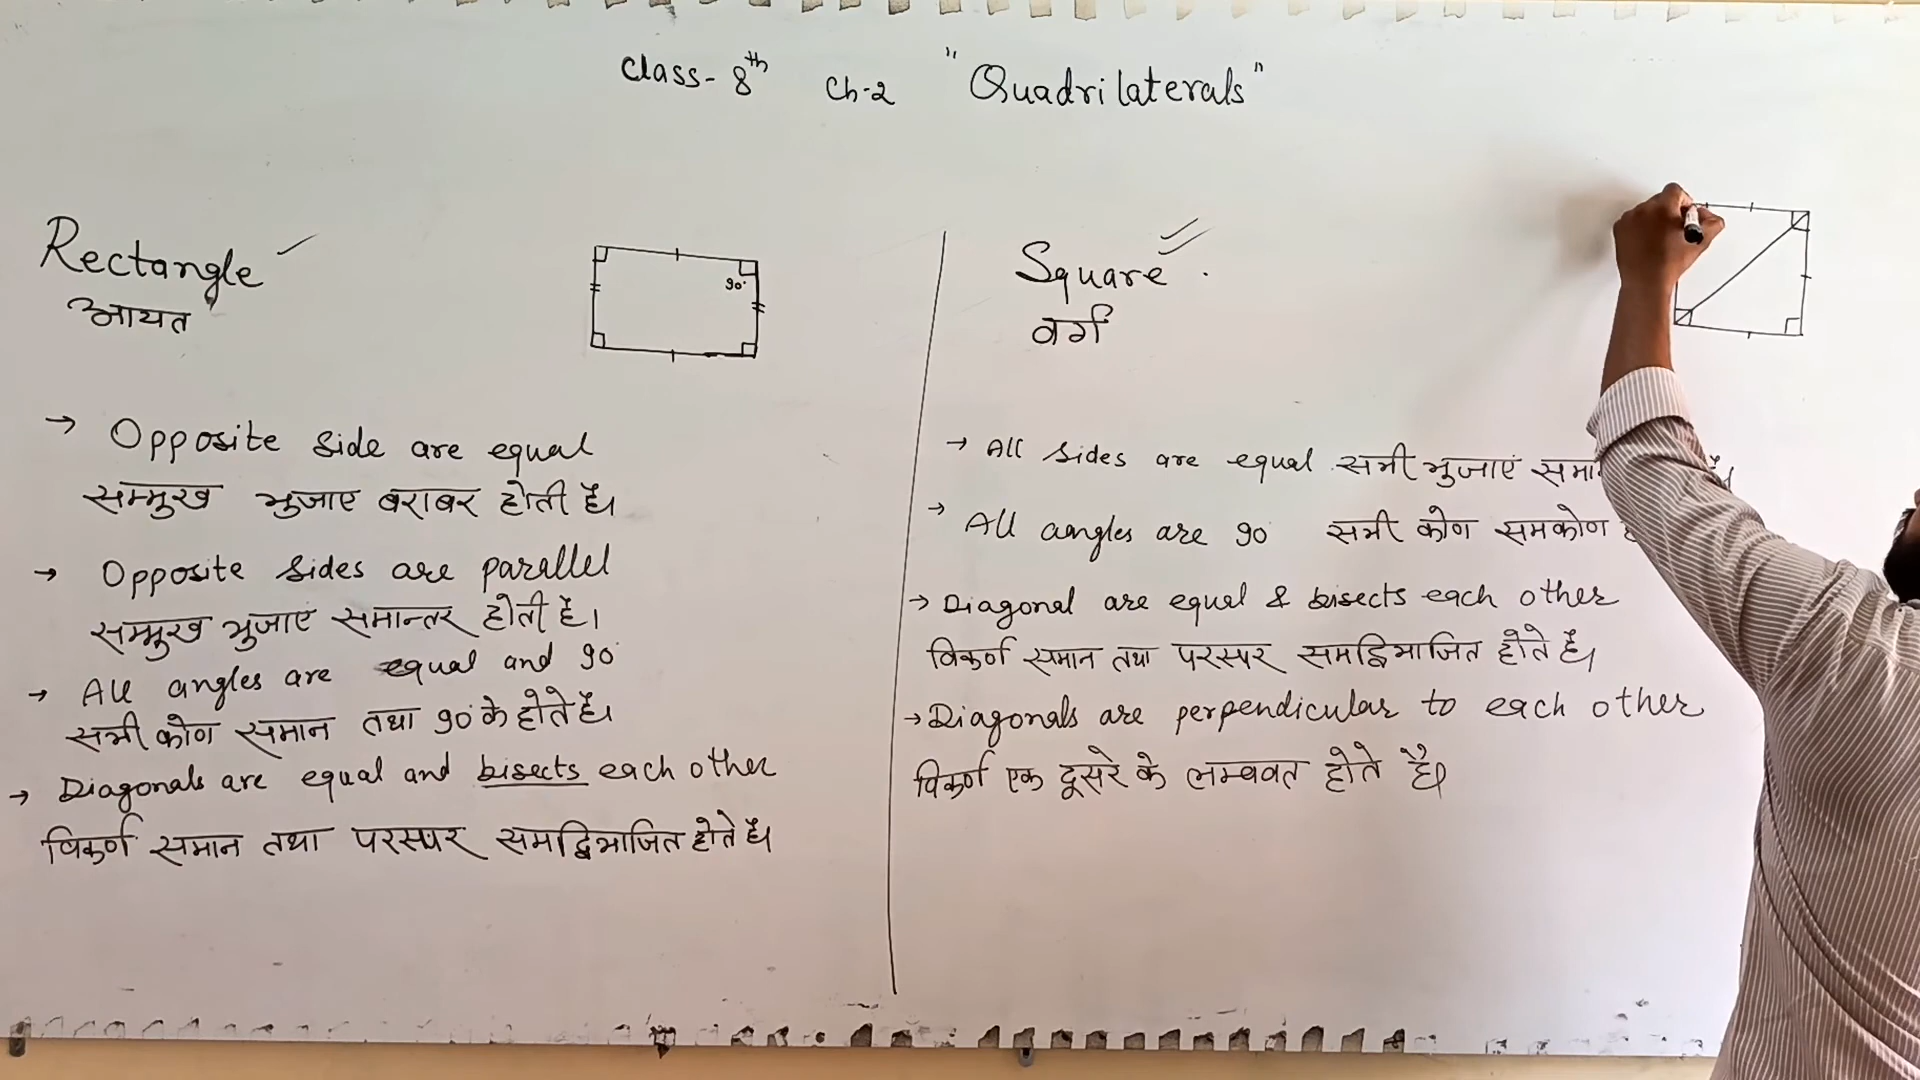 Class-8th Ch-2 "Quadrilaterals"
Rectangle
आयत
90°
→ Opposite side are equal
सम्मुख भुजाए बराबर होती है।
→ Opposite sides are parallel
सम्मुख भुजाएं समान्तर होती है।
→ All angles are equal and 90°
सभी कोण समान तथा 90° के होते है।
→ Diagonals are equal and bisects each other
विकर्ण समान तथा परस्पर समद्विभाजित होते है।
Square
वर्ग
→ All sides are equal सभी भुजाएं
→ All angles are 90 सभी कोण समकोण
→ Diagonal are equal & bisects each other
विकर्ण समान तथा परस्पर समद्विभाजित होते है।
→ Diagonals are perpendicular to each other
विकर्ण एक दूसरे के लम्बवत होते है।